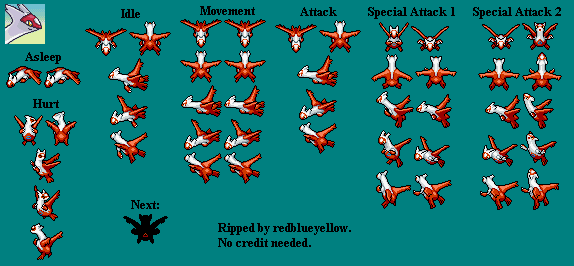 Idle
Movement
Attack
Special Attack 1
Special Attack 2
Asleep
Hurt
Next:
Ripped by redblueyellow.
No credit needed.